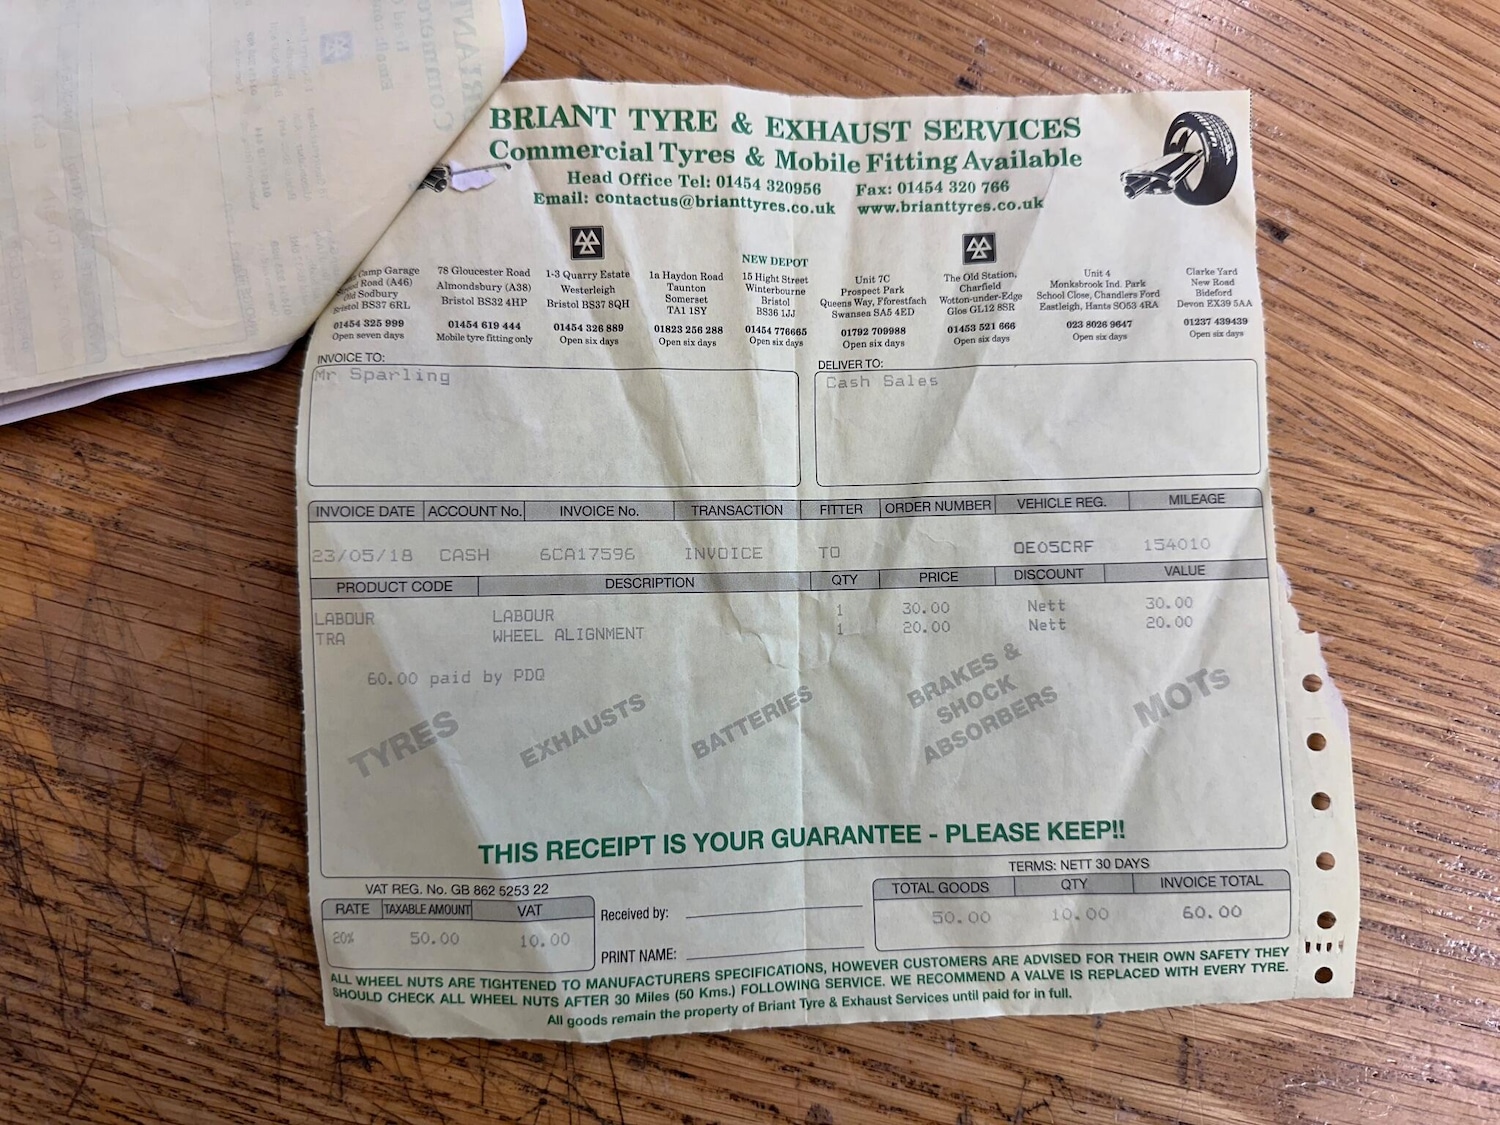 BRIANT TYRE & EXHAUST SERVICES
Commercial Tyres & Mobile Fitting Available
Head Office Tel: 01454 320956 Fax: 01454 320 766
Email: contactus@brianttyres.co.uk www.brianttyres.co.uk
Camp Garage
Road (A46)
Old Sodbury
Bristol BS37 6RL
01454 325 999
Open seven days
78 Gloucester Road
Almondsbury (A38)
Bristol BS32 4HP
01454 619 444
Mobile tyre fitting only
1-3 Quarry Estate
Westerleigh
Bristol BS37 8QH
01454 326 889
Open six days
1a Haydon Road
Taunton
Somerset
TA1 1SY
01823 256 288
Open six days
NEW DEPOT
15 Hight Street
Winterbourne
Bristol
BS36 1JJ
01454 776665
Open six days
Unit 7C
Prospect Park
Queens Way, Fforestfach
Swansea SA5 4ED
01792 709988
Open six days
The Old Station,
Charfield
Wotton-under-Edge
Glos GL12 8SR
01453 521 666
Open six days
Unit 4
Monksbrook Ind. Park
School Close, Chandlers Ford
Eastleigh, Hants SO53 4RA
023 8026 9647
Open six days
Clarke Yard
New Road
Bideford
Devon EX39 5AA
01237 439439
Open six days
INVOICE TO:
Mr Sparling
DELIVER TO:
Cash Sales
INVOICE DATE ACCOUNT No. INVOICE No. TRANSACTION FITTER ORDER NUMBER VEHICLE REG. MILEAGE
23/05/18 CASH 6CA17596 INVOICE TO OE05CRF 154010
PRODUCT CODE DESCRIPTION QTY PRICE DISCOUNT VALUE
LABOUR LABOUR 1 30.00 Nett 30.00
TRA WHEEL ALIGNMENT 1 20.00 Nett 20.00
60.00 paid by PDQ
TYRES
EXHAUSTS
BATTERIES
BRAKES &
SHOCK
ABSORBERS
MOTs
THIS RECEIPT IS YOUR GUARANTEE - PLEASE KEEP!!
TERMS: NETT 30 DAYS
VAT REG. No. GB 862 5253 22
RATE TAXABLE AMOUNT VAT
20% 50.00 10.00
Received by:
PRINT NAME:
TOTAL GOODS QTY INVOICE TOTAL
50.00 10.00 60.00
ALL WHEEL NUTS ARE TIGHTENED TO MANUFACTURERS SPECIFICATIONS, HOWEVER CUSTOMERS ARE ADVISED FOR THEIR OWN SAFETY THEY
SHOULD CHECK ALL WHEEL NUTS AFTER 30 Miles (50 Kms.) FOLLOWING SERVICE. WE RECOMMEND A VALVE IS REPLACED WITH EVERY TYRE.
All goods remain the property of Briant Tyre & Exhaust Services until paid for in full.